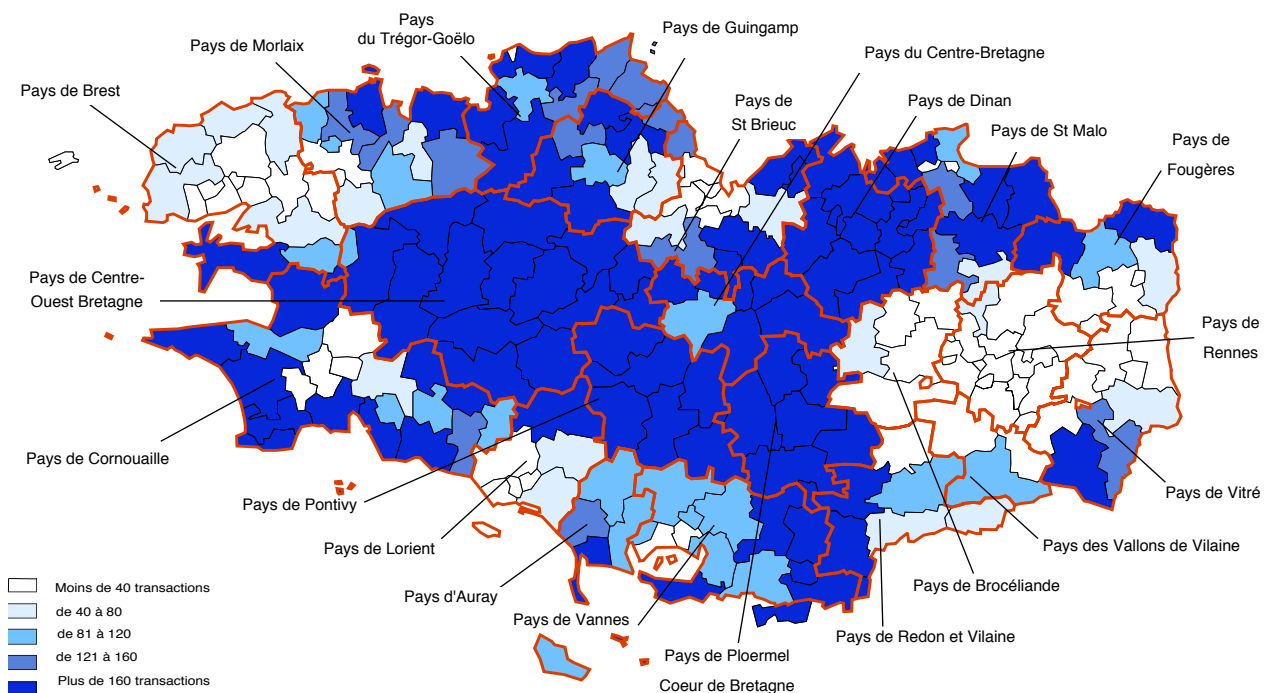 Pays
du Trégor-Goëlo
Pays de Guingamp
Pays de Morlaix
Pays du Centre-Bretagne
Pays de Brest
Pays de
St Brieuc
Pays de Dinan
Pays de St Malo
Pays de
Fougères
Pays de Centre-
Ouest Bretagne
Pays de
Rennes
Pays de Cornouaille
Pays de Pontivy
Pays de Vitré
Pays de Lorient
Pays des Vallons de Vilaine
Pays d'Auray
Pays de Brocéliande
Pays de Vannes
Pays de Redon et Vilaine
Pays de Ploermel
Coeur de Bretagne
Moins de 40 transactions
de 40 à 80
de 81 à 120
de 121 à 160
Plus de 160 transactions